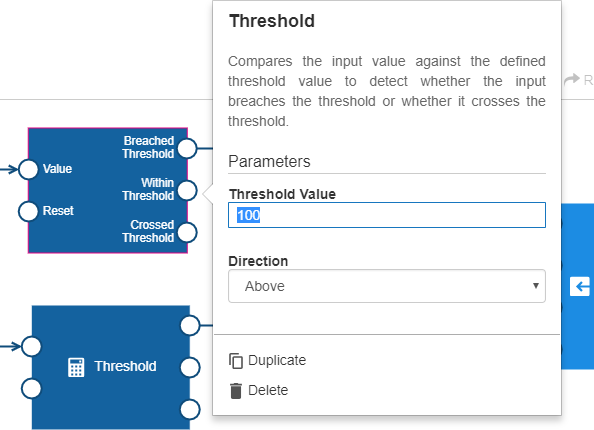 Threshold
Compares the input value against the defined
threshold value to detect whether the input
breaches the threshold or whether it crosses the
threshold.
Parameters
Threshold Value
100
Direction
Above
Duplicate
Delete
R
Breached
Threshold
Value
Within
Threshold
Reset
Crossed
Threshold
Threshold